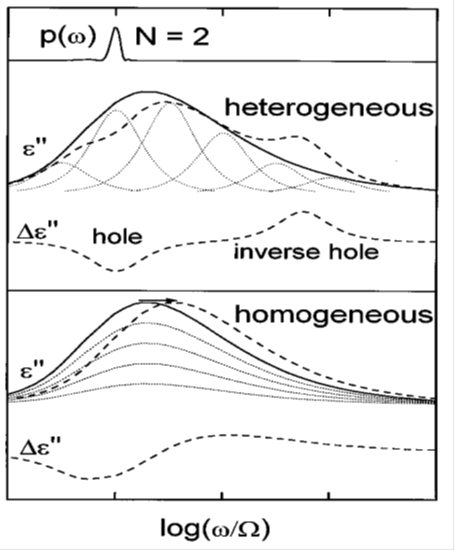 p(ω) N = 2
heterogeneous
ε"
Δε"
hole
inverse hole
homogeneous
ε"
Δε"
log(ω/Ω)